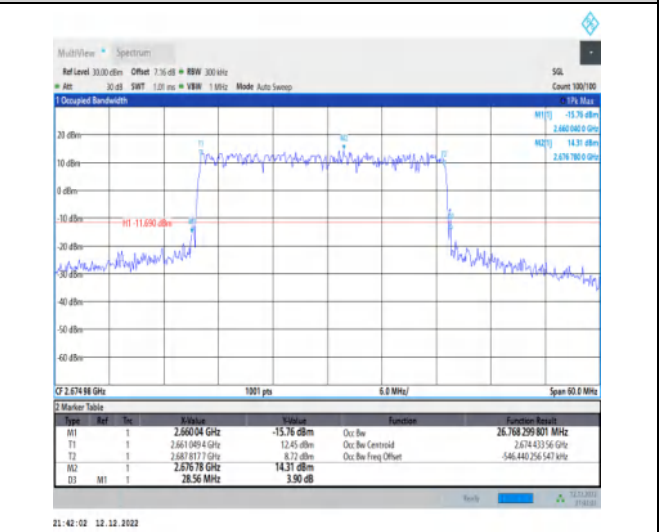 MultiView Spectrum
Ref Level 30.00 dBm Offset 7.16 dB RBW 300 kHz SGL
Att 30 dB SWT 1.01 ms VBW 1 MHz Mode Auto Sweep Count 100/100
1 Occupied Bandwidth 1Pk Max
M1[1] -15.76 dBm
2.660 040 0 GHz
20 dBm M2[1] 14.31 dBm
2.676 780 0 GHz
M2
T1
10 dBm
0 dBm
-10 dBm
H1 -11.690 dBm
-20 dBm
-30 dBm
-40 dBm
-50 dBm
-60 dBm
CF 2.674 98 GHz 1001 pts 6.0 MHz/ Span 60.0 MHz
2 Marker Table
Type Ref Trc X-Value Y-Value Function Function Result
M1 1 2.660 04 GHz -15.76 dBm Occ Bw 26.768 299 801 MHz
T1 1 2.661 049 4 GHz 12.45 dBm Occ Bw Centroid 2.674 433 56 GHz
T2 1 2.687 817 7 GHz 8.72 dBm Occ Bw Freq Offset -546.440 256 547 kHz
M2 1 2.676 78 GHz 14.31 dBm
D3 M1 1 28.56 MHz 3.90 dB
Ready 12.12.2022
21:42:02 12.12.2022